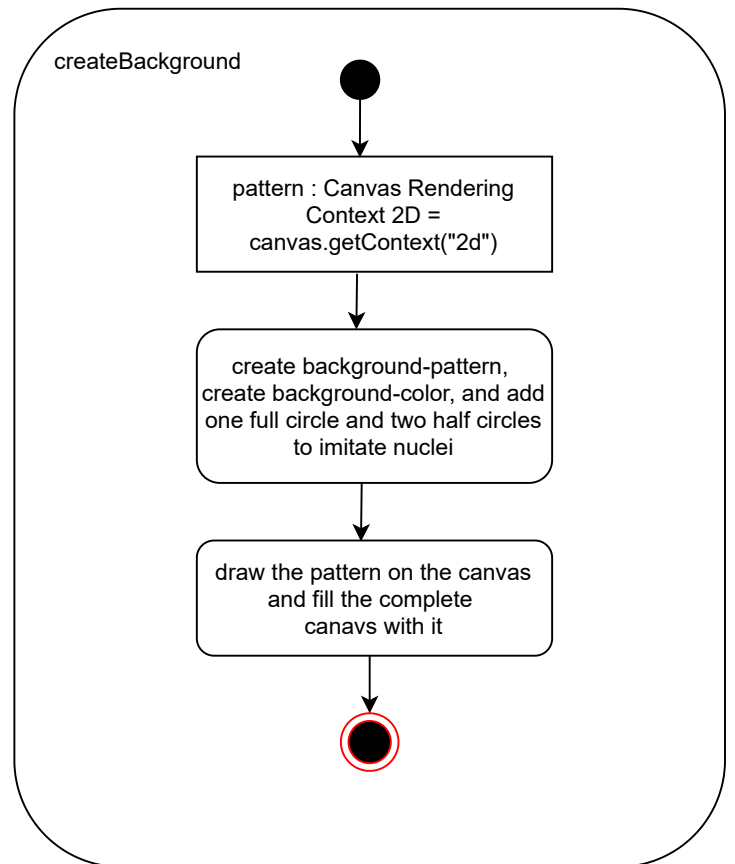 createBackground
pattern : Canvas Rendering
Context 2D =
canvas.getContext("2d")
create background-pattern,
create background-color, and add
one full circle and two half circles
to imitate nuclei
draw the pattern on the canvas
and fill the complete
canavs with it